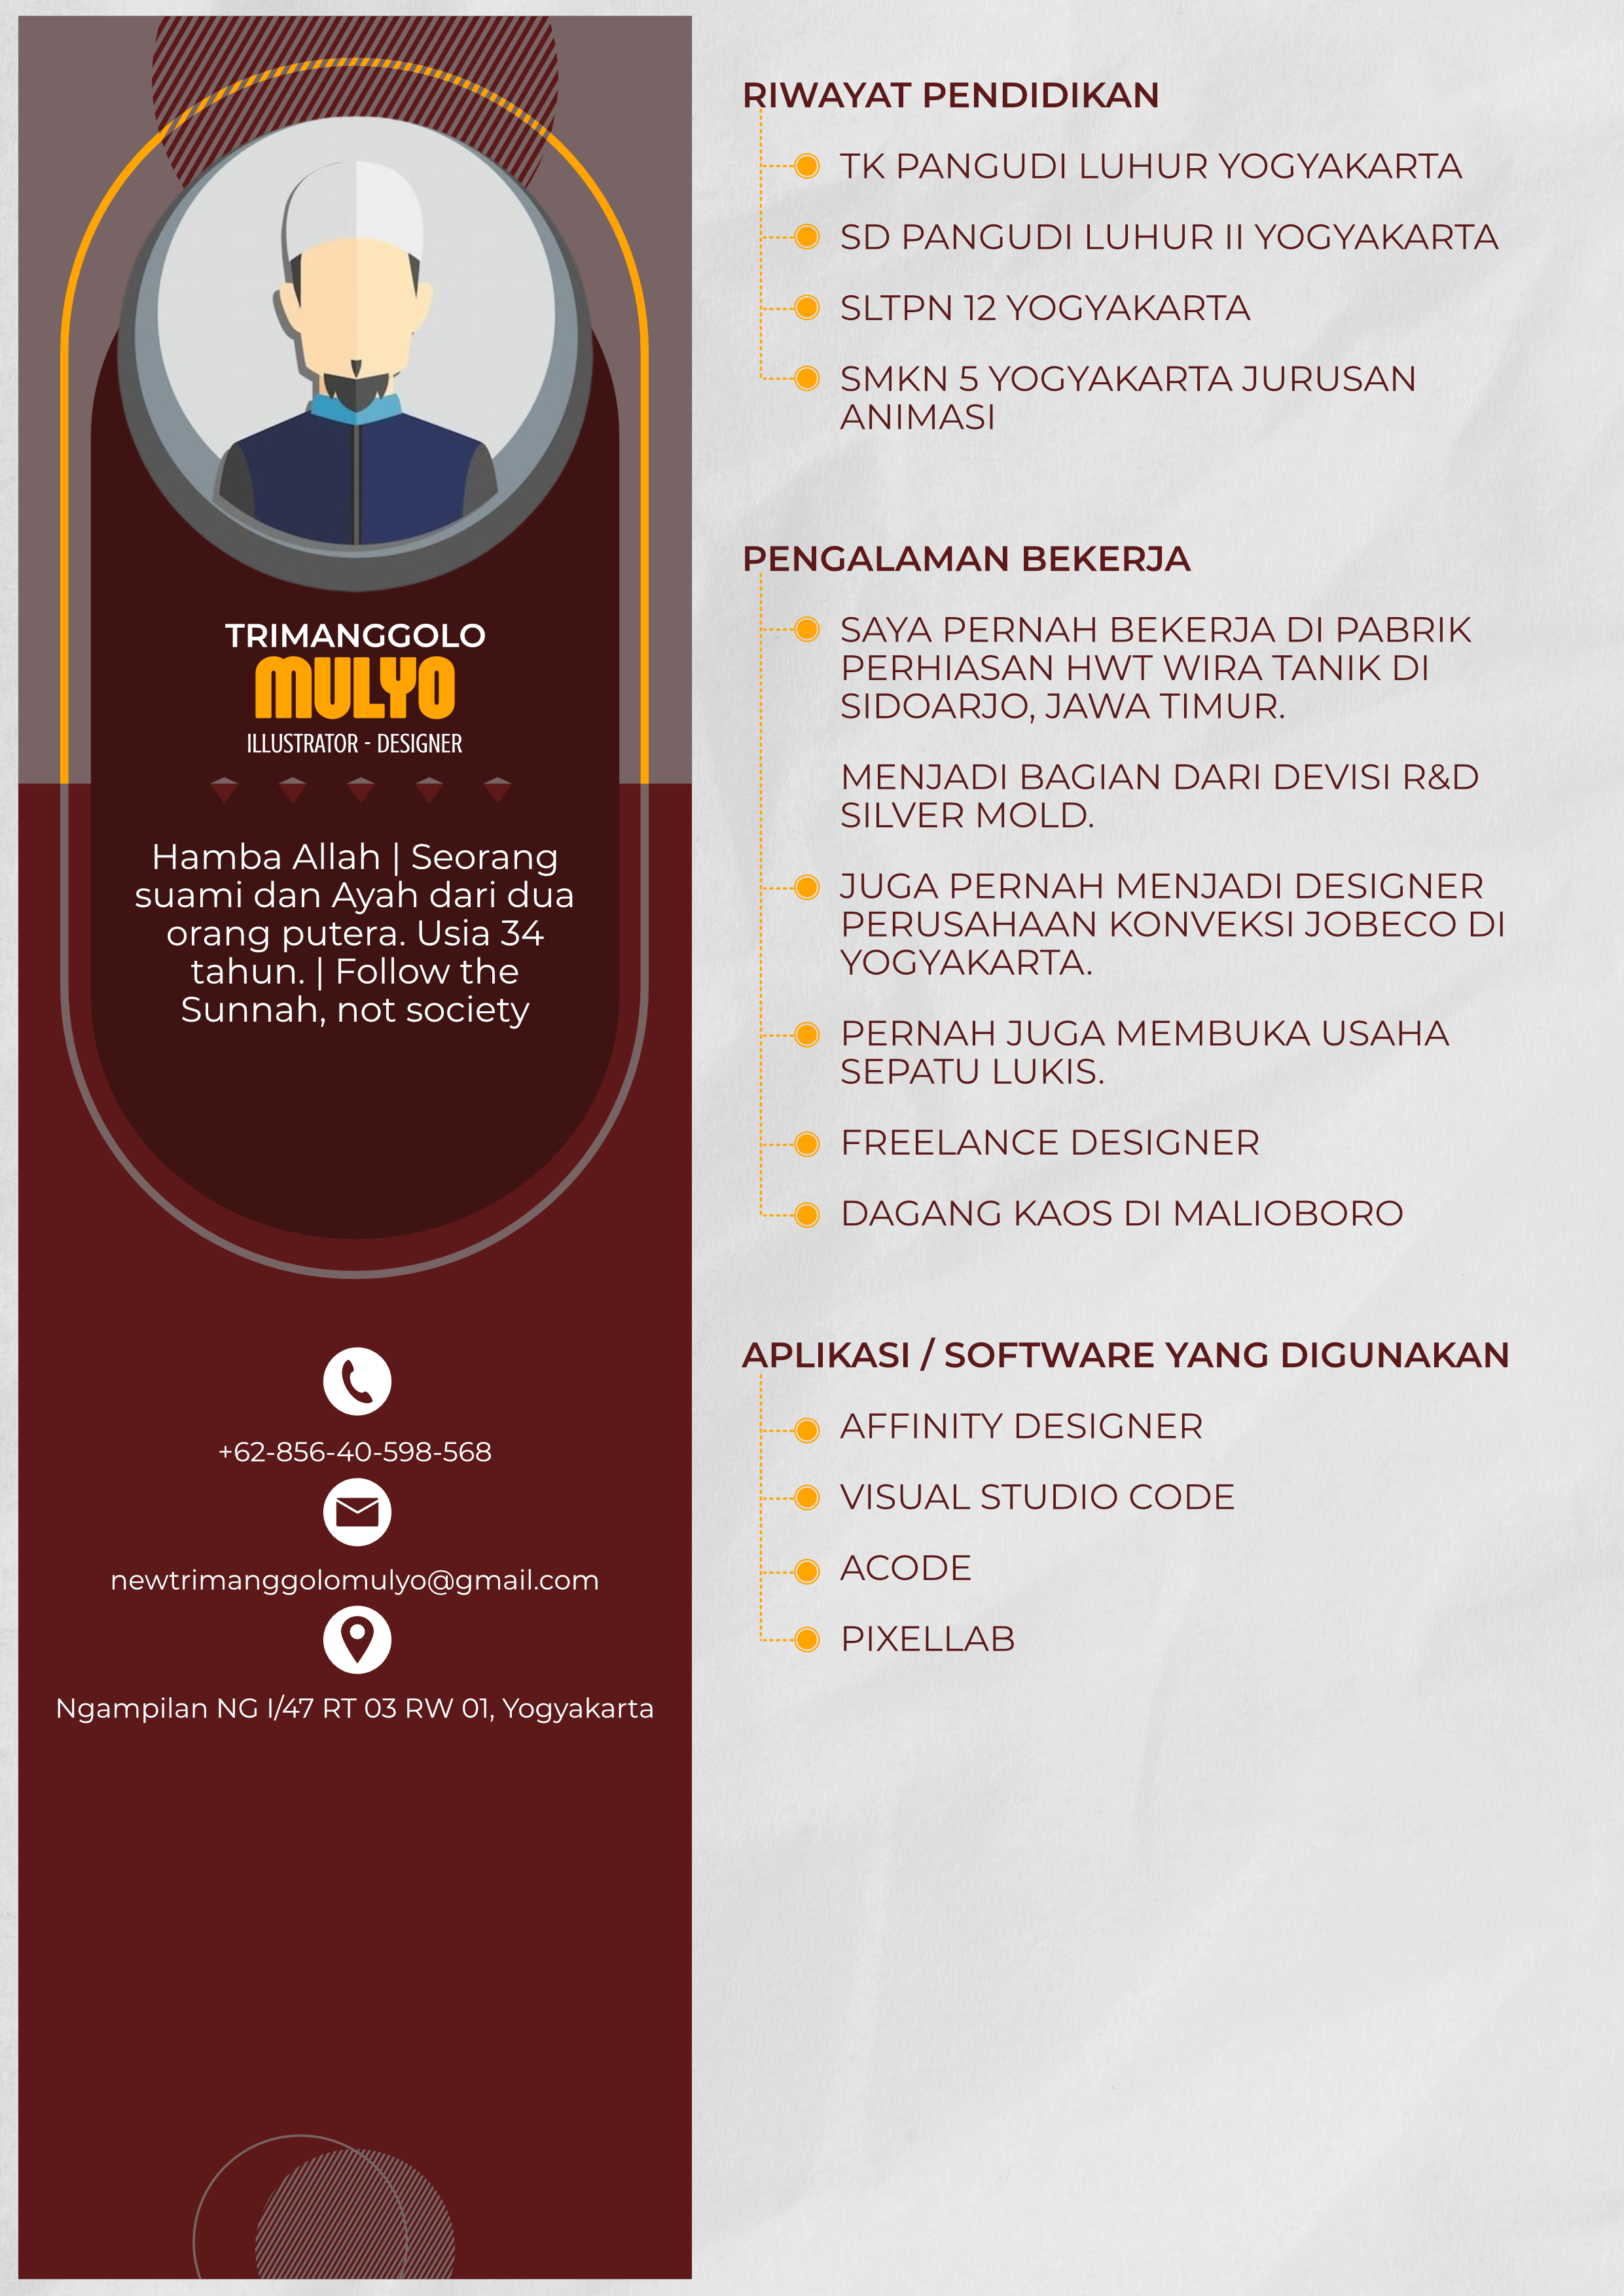 TRIMANGGOLO
MULYO
ILLUSTRATOR - DESIGNER
Hamba Allah | Seorang
suami dan Ayah dari dua
orang putera. Usia 34
tahun. | Follow the
Sunnah, not society
+62-856-40-598-568
newtrimanggolomulyo@gmail.com
Ngampilan NG I/47 RT 03 RW 01, Yogyakarta
RIWAYAT PENDIDIKAN
TK PANGUDI LUHUR YOGYAKARTA
SD PANGUDI LUHUR II YOGYAKARTA
SLTPN 12 YOGYAKARTA
SMKN 5 YOGYAKARTA JURUSAN
ANIMASI
PENGALAMAN BEKERJA
SAYA PERNAH BEKERJA DI PABRIK
PERHIASAN HWT WIRA TANIK DI
SIDOARJO, JAWA TIMUR.
MENJADI BAGIAN DARI DEVISI R&D
SILVER MOLD.
JUGA PERNAH MENJADI DESIGNER
PERUSAHAAN KONVEKSI JOBECO DI
YOGYAKARTA.
PERNAH JUGA MEMBUKA USAHA
SEPATU LUKIS.
FREELANCE DESIGNER
DAGANG KAOS DI MALIOBORO
APLIKASI / SOFTWARE YANG DIGUNAKAN
AFFINITY DESIGNER
VISUAL STUDIO CODE
ACODE
PIXELLAB